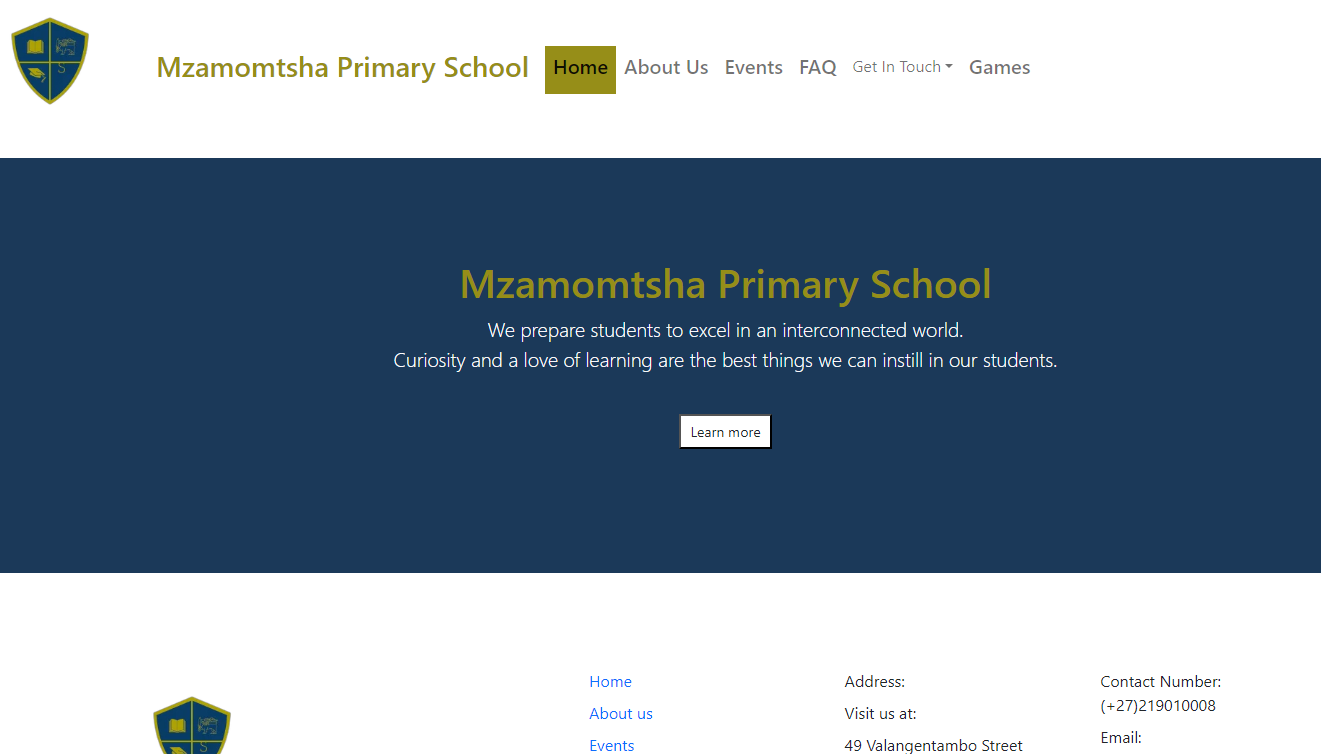 Mzamomtsha Primary School Home About Us Events FAQ Get In Touch Games
Mzamomtsha Primary School
We prepare students to excel in an interconnected world.
Curiosity and a love of learning are the best things we can instill in our students.
Learn more
S
Home
About us
Events
Address:
Visit us at:
49 Valangentambo Street
Contact Number:
(+27)219010008
Email: